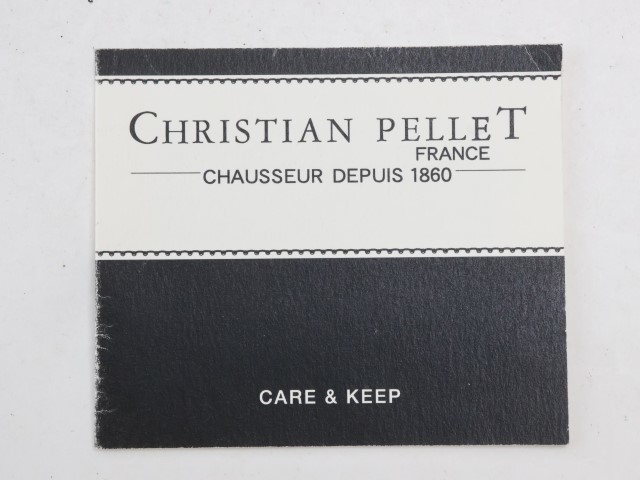 CHRISTIAN PELLET
FRANCE
CHAUSSEUR DEPUIS 1860
CARE & KEEP